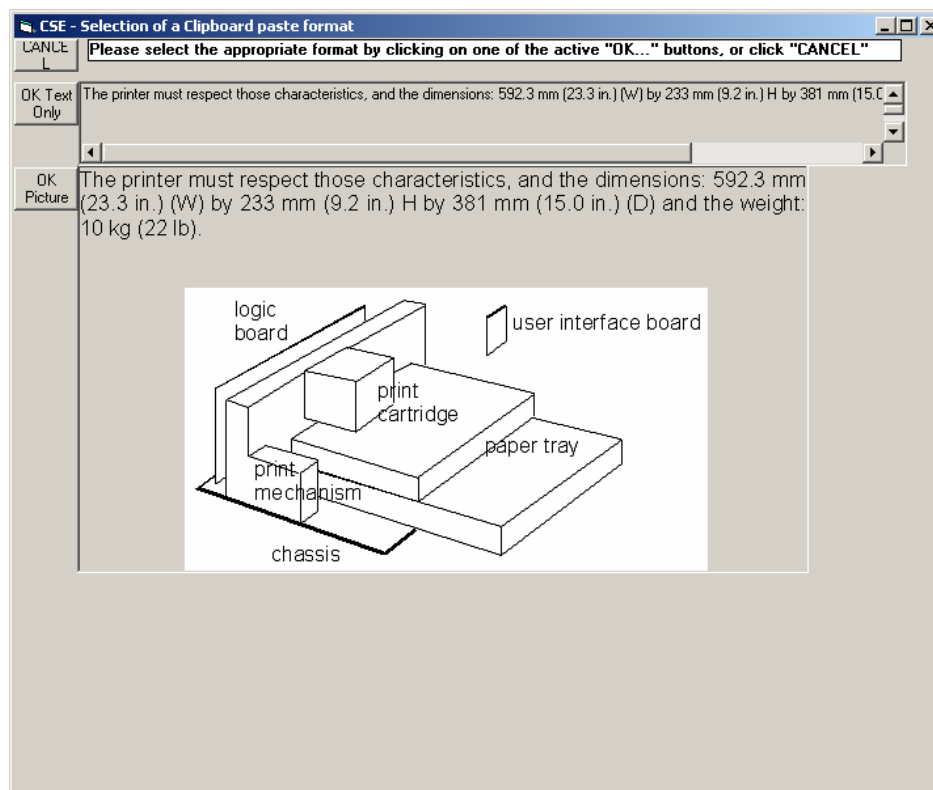 CSE - Selection of a Clipboard paste format
CANCE
L
Please select the appropriate format by clicking on one of the active "OK..." buttons, or click "CANCEL"
OK Text
Only
The printer must respect those characteristics, and the dimensions: 592.3 mm (23.3 in.) (W) by 233 mm (9.2 in.) H by 381 mm (15.0
OK
Picture
The printer must respect those characteristics, and the dimensions: 592.3 mm
(23.3 in.) (W) by 233 mm (9.2 in.) H by 381 mm (15.0 in.) (D) and the weight:
10 kg (22 lb).
logic
board
user interface board
print
cartridge
paper tray
print
mechanism
chassis